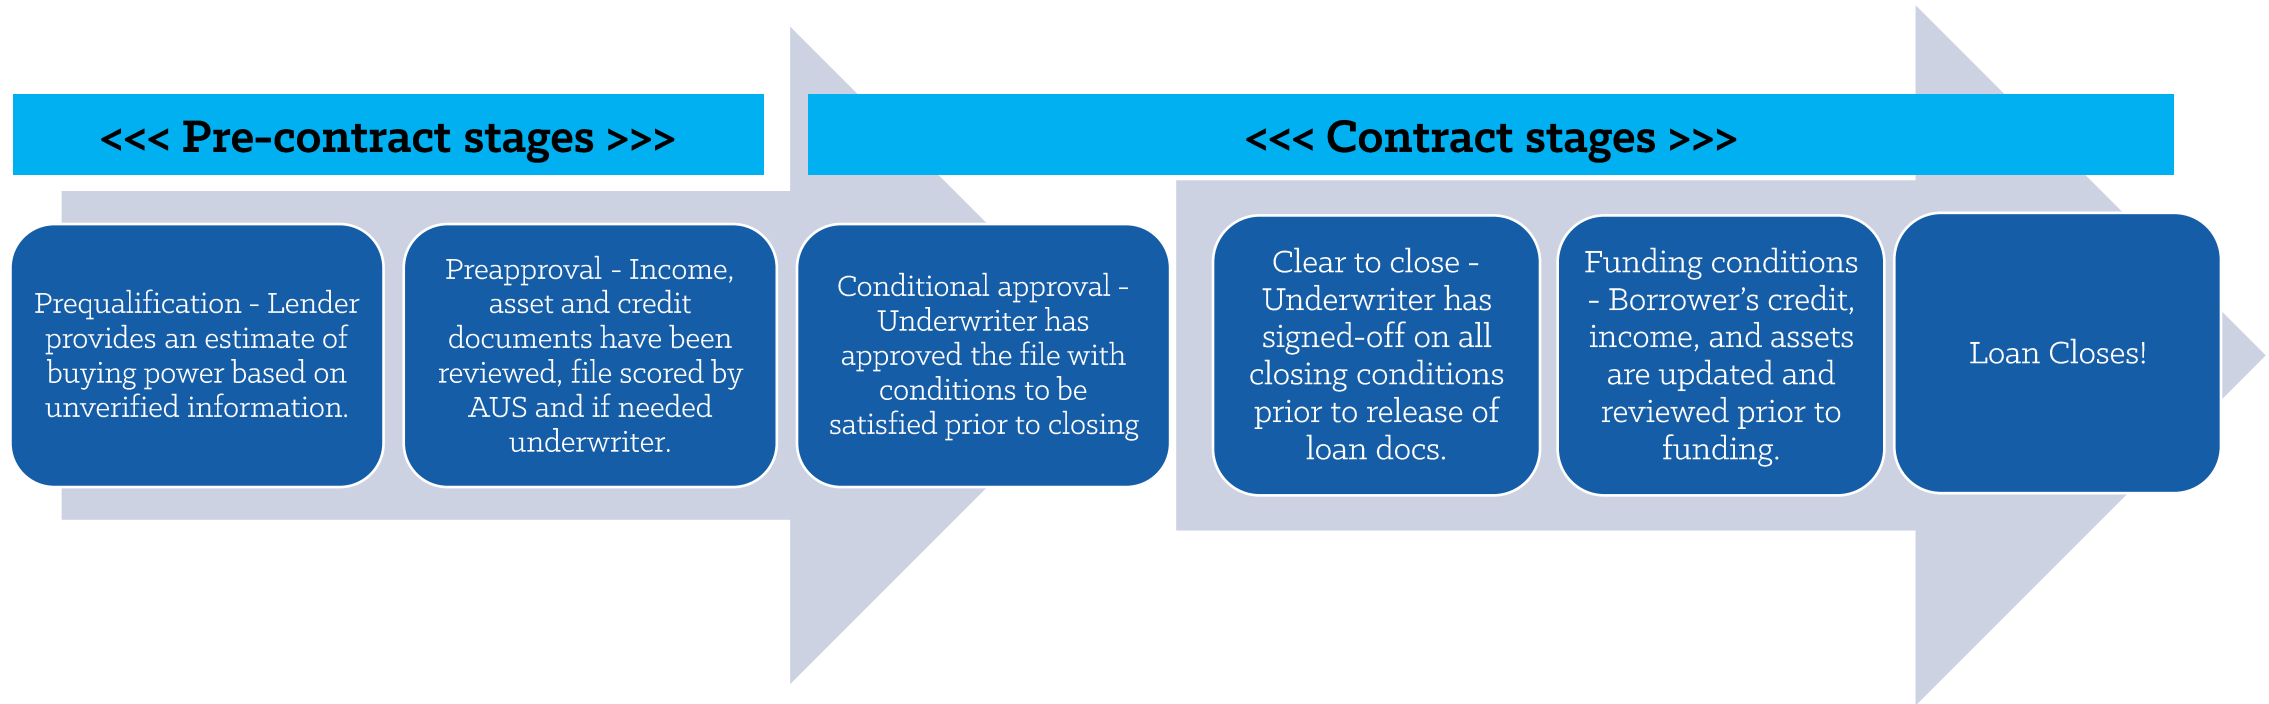 <<< Pre-contract stages >>>
<<< Contract stages >>>
Prequalification - Lender
provides an estimate of
buying power based on
unverified information.
Preapproval - Income,
asset and credit
documents have been
reviewed, file scored by
AUS and if needed
underwriter.
Conditional approval -
Underwriter has
approved the file with
conditions to be
satisfied prior to closing
Clear to close -
Underwriter has
signed-off on all
closing conditions
prior to release of
loan docs.
Funding conditions
- Borrower’s credit,
income, and assets
are updated and
reviewed prior to
funding.
Loan Closes!